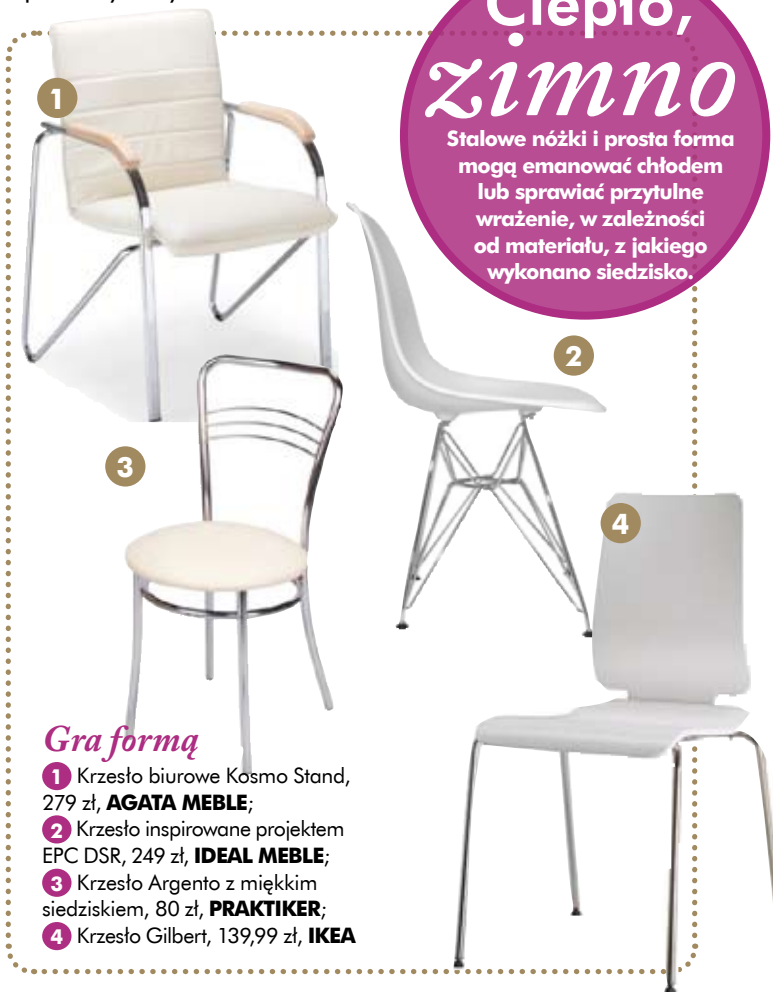 Ciepło,
zimno
Stalowe nóżki i prosta forma
mogą emanować chłodem
lub sprawiać przytulne
wrażenie, w zależności
od materiału, z jakiego
wykonano siedzisko.
1
2
3
4
Gra formą
1 Krzesło biurowe Kosmo Stand,
279 zł, AGATA MEBLE;
2 Krzesło inspirowane projektem
EPC DSR, 249 zł, IDEAL MEBLE;
3 Krzesło Argento z miękkim
siedziskiem, 80 zł, PRAKTIKER;
4 Krzesło Gilbert, 139,99 zł, IKEA